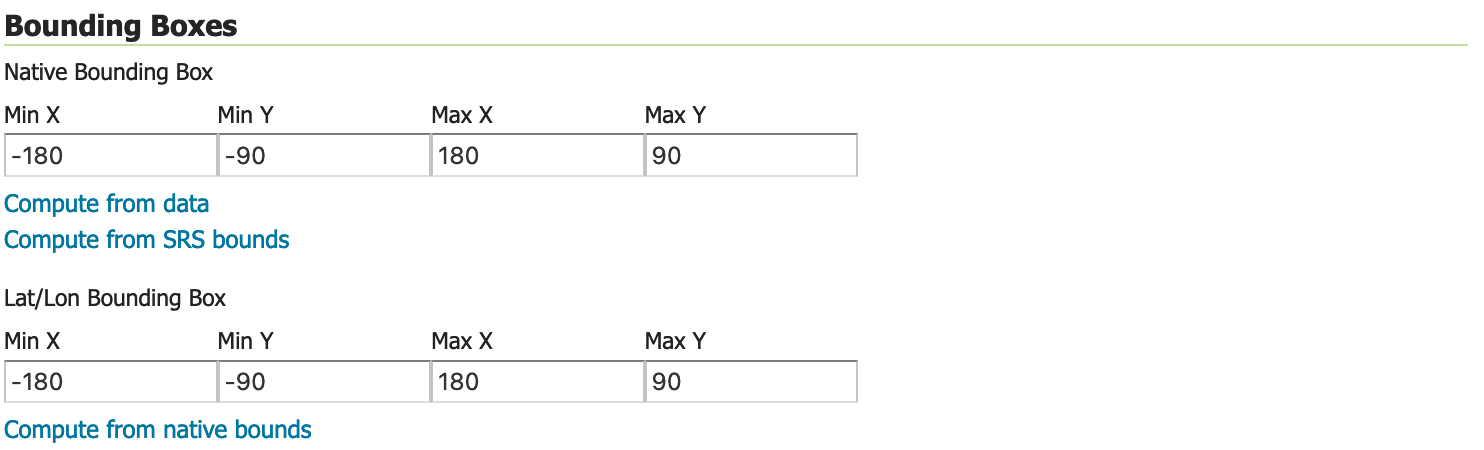 Bounding Boxes
Native Bounding Box
Min X Min Y Max X Max Y
-180 -90 180 90
Compute from data
Compute from SRS bounds
Lat/Lon Bounding Box
Min X Min Y Max X Max Y
-180 -90 180 90
Compute from native bounds